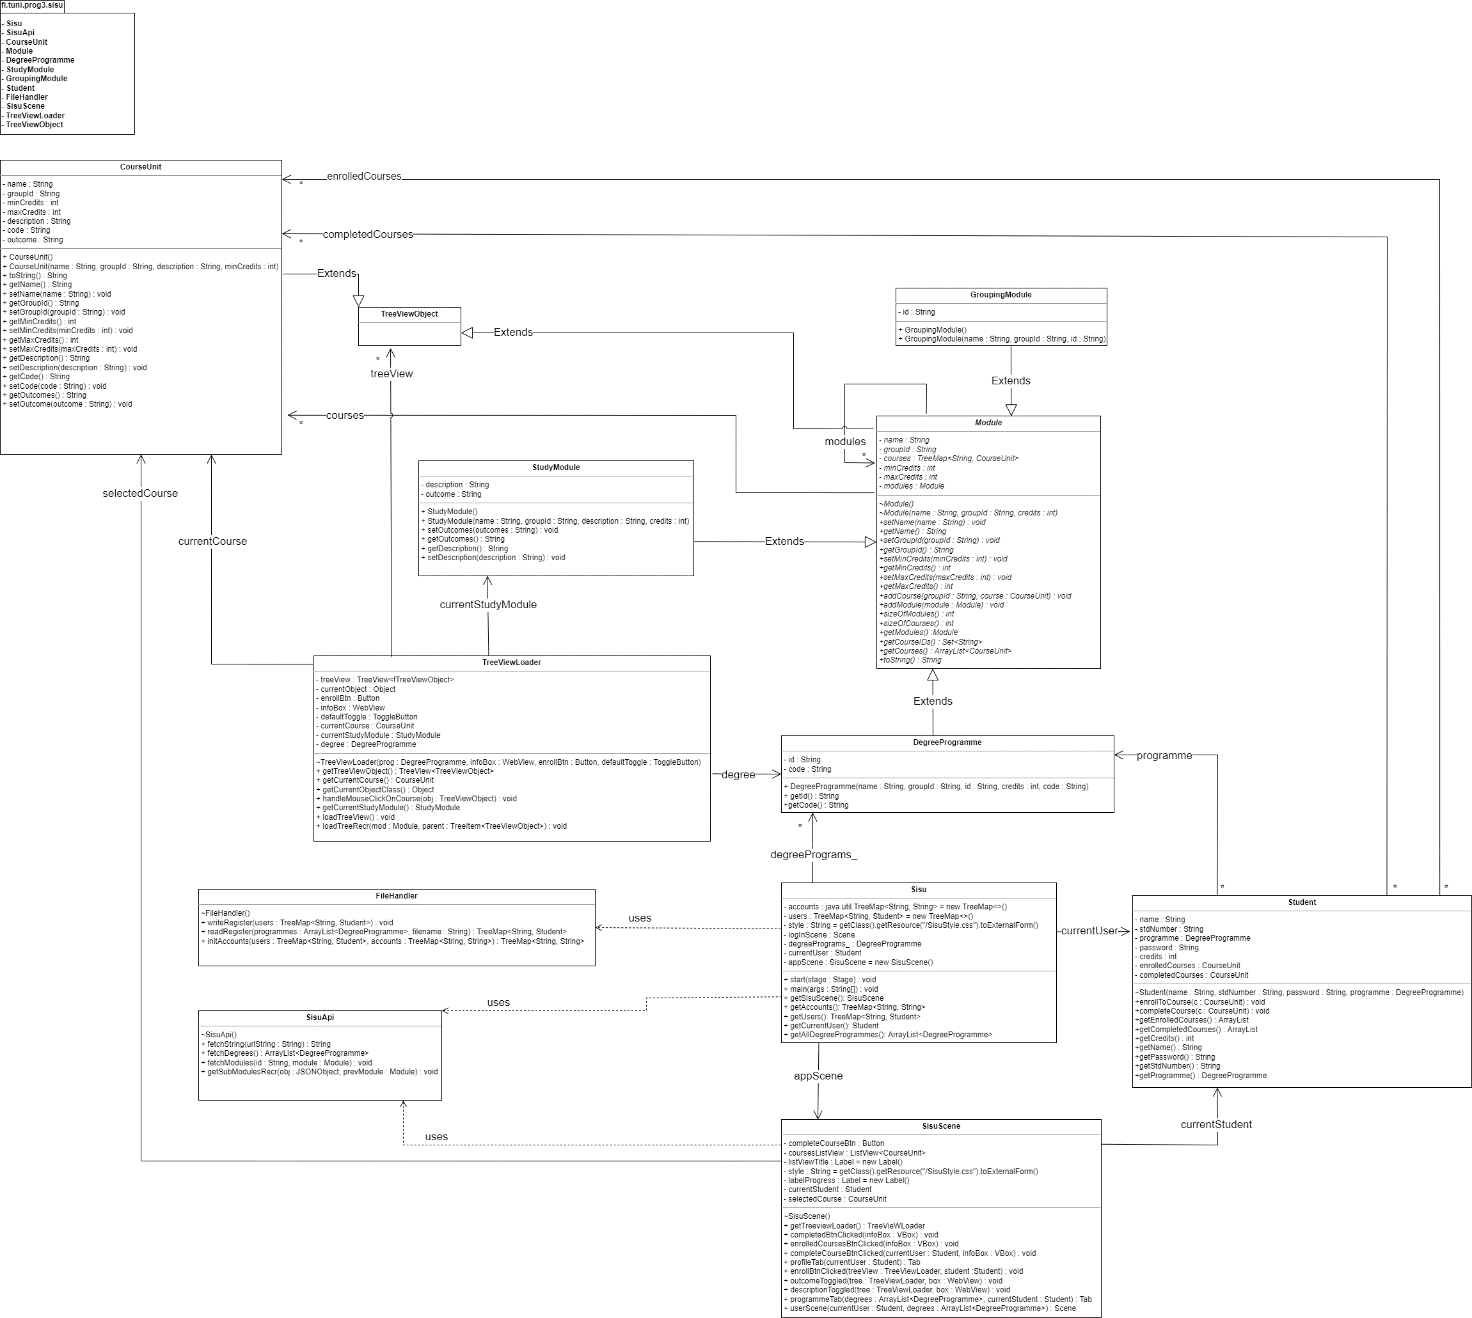 fi.tuni.prog3.sisu
- Sisu
- SisuApi
- CourseUnit
- Module
- DegreeProgramme
- StudyModule
- GroupingModule
- Student
- FileHandler
- SisuScene
- TreeViewLoader
- TreeViewObject
CourseUnit
- name : String
- groupId : String
- minCredits : int
- maxCredits : int
- description : String
- code : String
- outcome : String
+ CourseUnit()
+ CourseUnit(name : String, groupId : String, description : String, minCredits : int)
+ toString() : String
+ getName() : String
+ setName(name : String) : void
+ getGroupId() : String
+ setGroupId(groupId : String) : void
+ getMinCredits() : int
+ setMinCredits(minCredits : int) : void
+ getMaxCredits() : int
+ setMaxCredits(maxCredits : int) : void
+ getDescription() : String
+ setDescription(description : String) : void
+ getCode() : String
+ setCode(code : String) : void
+ getOutcomes() : String
+ setOutcome(outcome : String) : void
enrolledCourses
*
completedCourses
*
Extends
TreeViewObject
Extends
*
treeView
courses
*
GroupingModule
- id : String
+ GroupingModule()
+ GroupingModule(name : String, groupId : String, id : String)
Extends
modules
*
Module
- name : String
- groupId : String
- courses : TreeMap<String, CourseUnit>
- minCredits : int
- maxCredits : int
- modules : Module
~Module()
~Module(name : String, groupId : String, credits : int)
+setName(name : String) : void
+getName() : String
+setGroupId(groupId : String) : void
+getGroupId() : String
+setMinCredits(minCredits : int) : void
+getMinCredits() : int
+setMaxCredits(maxCredits : int) : void
+getMaxCredits() : int
+addCourse(groupId : String, course : CourseUnit) : void
+addModule(module : Module) : void
+sizeOfModules() : int
+sizeOfCourses() : int
+getModules() :Module
+getCourseIDs() : Set<String>
+getCourses() : ArrayList<CourseUnit>
+toString() : String
StudyModule
- description : String
- outcome : String
+ StudyModule()
+ StudyModule(name : String, groupId : String, description : String, credits : int)
+ setOutcomes(outcomes : String) : void
+ getOutcomes() : String
+ getDescription() : String
+ setDescription(description : String) : void
Extends
selectedCourse
currentCourse
currentStudyModule
TreeViewLoader
- treeView : TreeView<fTreeViewObject>
- currentObject : Object
- enrollBtn : Button
- infoBox : WebView
- defaultToggle : ToggleButton
- currentCourse : CourseUnit
- currentStudyModule : StudyModule
- degree : DegreeProgramme
~TreeViewLoader(prog : DegreeProgramme, infoBox : WebView, enrollBtn : Button, defaultToggle : ToggleButton)
+ getTreeViewObject() : TreeView<TreeViewObject>
+ getCurrentCourse() : CourseUnit
+ getCurrentObjectClass() : Object
+ handleMouseClickOnCourse(obj : TreeViewObject) : void
+ getCurrentStudyModule() : StudyModule
+ loadTreeView() : void
+ loadTreeRecr(mod : Module, parent : TreeItem<TreeViewObject>) : void
degree
Extends
DegreeProgramme
- id : String
- code : String
+ DegreeProgramme(name : String, groupId : String, id : String, credits : int, code : String)
+ getId() : String
+getCode() : String
programme
*
degreePrograms_
FileHandler
~FileHandler()
+ writeRegister(users : TreeMap<String, Student>) : void
+ readRegister(programmes : ArrayList<DegreeProgramme>, filename : String) : TreeMap<String, Student>
+ initAccounts(users : TreeMap<String, Student>, accounts : TreeMap<String, String>) : TreeMap<String, String>
uses
Sisu
- accounts : java.util.TreeMap<String, String> = new TreeMap<>()
- users : TreeMap<String, Student> = new TreeMap<>()
- style : String = getClass().getResource("/SisuStyle.css").toExternalForm()
- logInScene : Scene
- degreePrograms_ : DegreeProgramme
- currentUser : Student
- appScene : SisuScene = new SisuScene()
+ start(stage : Stage) : void
+ main(args : String[]) : void
+ getSisuScene(): SisuScene
+ getAccounts(): TreeMap<String, String>
+ getUsers(): TreeMap<String, Student>
+ getCurrentUser(): Student
+ getAllDegreeProgrammes(): ArrayList<DegreeProgramme>
currentUser
*
*
*
Student
- name : String
- stdNumber : String
- programme : DegreeProgramme
- password : String
- credits : int
- enrolledCourses : CourseUnit
- completedCourses : CourseUnit
~Student(name : String, stdNumber : String, password : String, programme : DegreeProgramme)
+enrollToCourse(c : CourseUnit) : void
+completeCourse(c : CourseUnit) : void
+getEnrolledCourses() : ArrayList
+getCompletedCourses() : ArrayList
+getCredits() : int
+getName() : String
+getPassword() : String
+getStdNumber() : String
+getProgramme() : DegreeProgramme
uses
SisuApi
~SisuApi()
+ fetchString(urlString : String) : String
+ fetchDegrees() : ArrayList<DegreeProgramme>
+ fetchModules(id : String, module : Module) : void
+ getSubModulesRecr(obj : JSONObject, prevModule : Module) : void
uses
appScene
currentStudent
SisuScene
- completeCourseBtn : Button
- coursesListView : ListView<CourseUnit>
- listViewTitle : Label = new Label()
- style : String = getClass().getResource("/SisuStyle.css").toExternalForm()
- labelProgress : Label = new Label()
- currentStudent : Student
- selectedCourse : CourseUnit
~SisuScene()
+ getTreeviewLoader() : TreeVieWLoader
+ completedBtnClicked(infoBox : VBox) : void
+ enrolledCoursesBtnClicked(infoBox : VBox) : void
+ completeCourseBtnClicked(currentUser : Student, infoBox : VBox) : void
+ profileTab(currentUser : Student) : Tab
+ enrollBtnClicked(treeView : TreeViewLoader, student :Student) : void
+ outcomeToggled(tree : TreeViewLoader, box : WebView) : void
+ descriptionToggled(tree : TreeViewLoader, box : WebView) : void
+ programmeTab(degrees : ArrayList<DegreeProgramme>, currentStudent : Student) : Tab
+ userScene(currentUser : Student, degrees : ArrayList<DegreeProgramme>) : Scene